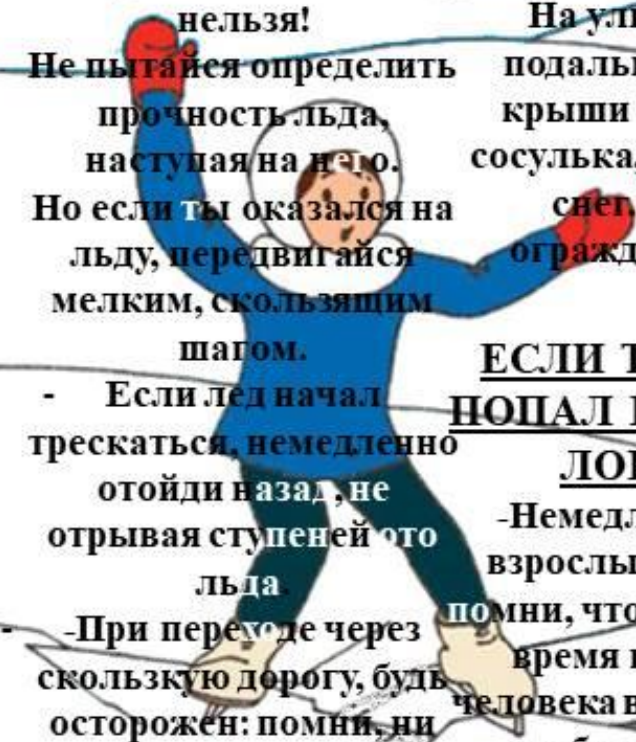 нельзя!
Не пытайся определить
прочность льда,
наступая на него.
Но если ты оказался на
льду, передвигайся
мелким, скользящим
шагом.
- Если лед начал
трескаться, немедленно
отойди назад, не
отрывая ступеней ото
льда.
- -При переходе через
скользкую дорогу, будь
осторожен: помни, ни
На ули
подаль
крыши
сосулька,
снег.
огражд
ЕСЛИ Т
ПОПАЛ
ЛО
-Немедл
взрослы
помни, что
время
человека в